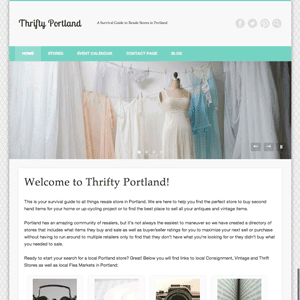 Thrifty Portland
A Survival Guide to Resale Stores in Portland
HOME STORES EVENT CALENDAR CONTACT PAGE BLOG
Welcome to Thrifty Portland!
This is your survival guide to all things resale store in Portland. We are here to help you find the perfect store to buy second
hand items for your home or up-cycling project or to find the best place to sell all your antiques and vintage items.
Portland has an amazing community of resalers, but it's not always the easiest to maneuver so we have created a directory of
stores that includes what items they buy and sale as well as buyer/seller ratings for you to maximize your next sell or purchase
without having to run around to multiple retailers only to find that they don't have what you're looking for or they didn't buy what
you needed to sale.
Ready to start your search for a local Portland store? Great! Below you will find links to local Consignment, Vintage and Thrift
Stores as well as local Flea Markets in Portland: